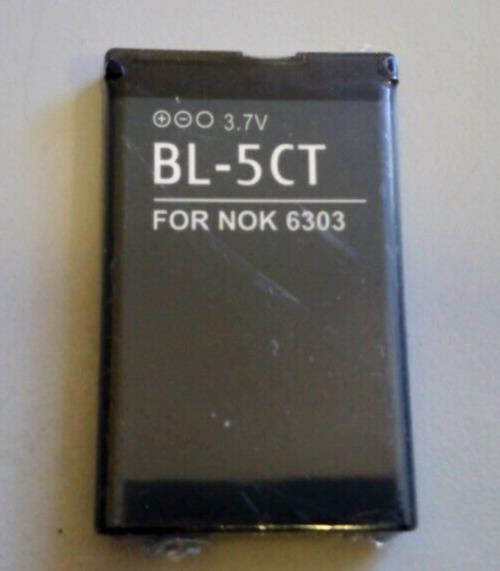 ⊕⊖○ 3.7V
BL-5CT
FOR NOK 6303